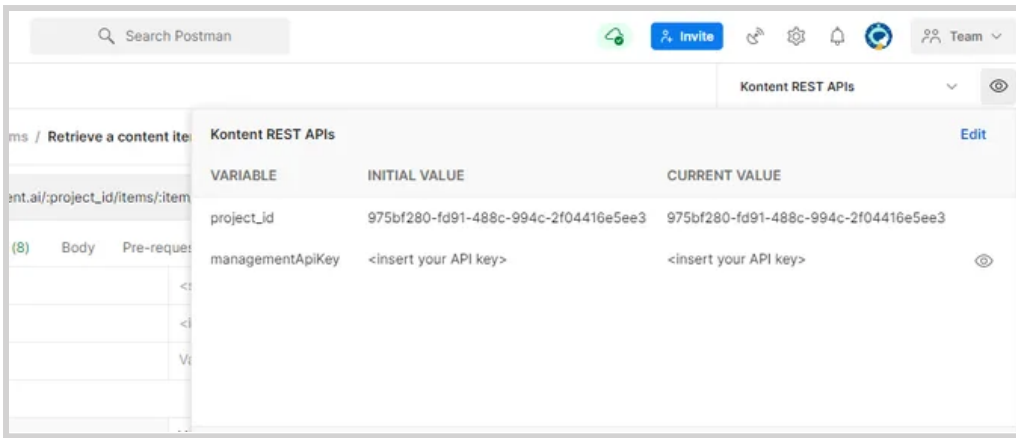 Search Postman
Invite
Team
Kontent REST APIs
ms / Retrieve a content ite
Kontent REST APIs
Edit
VARIABLE INITIAL VALUE CURRENT VALUE
ent.ai/:project_id/items/:item
project_id 975bf280-fd91-488c-994c-2f04416e5ee3 975bf280-fd91-488c-994c-2f04416e5ee3
(8) Body Pre-reques
managementApiKey <insert your API key> <insert your API key>
<s
<i
Va